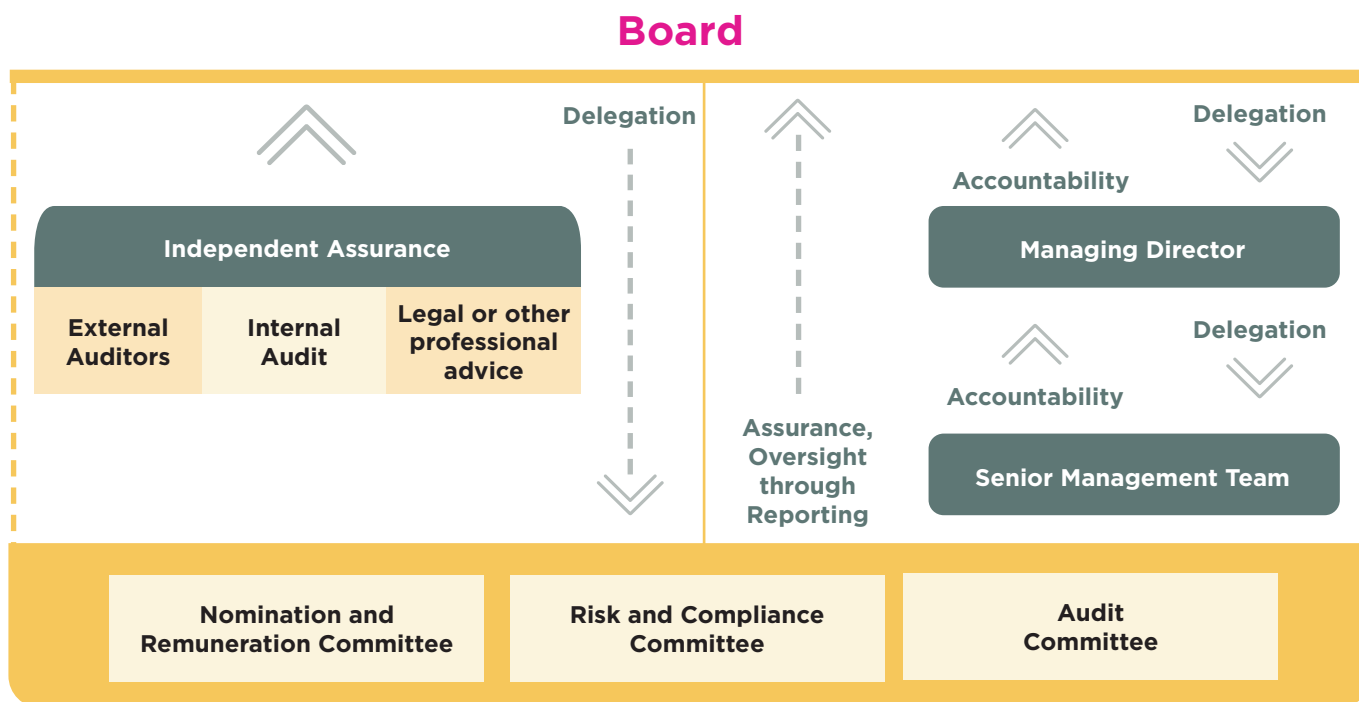 Board
Delegation
Independent Assurance
External
Auditors
Internal
Audit
Legal or other
professional
advice
Assurance,
Oversight
through
Reporting
Accountability
Delegation
Managing Director
Accountability
Delegation
Senior Management Team
Nomination and
Remuneration Committee
Risk and Compliance
Committee
Audit
Committee